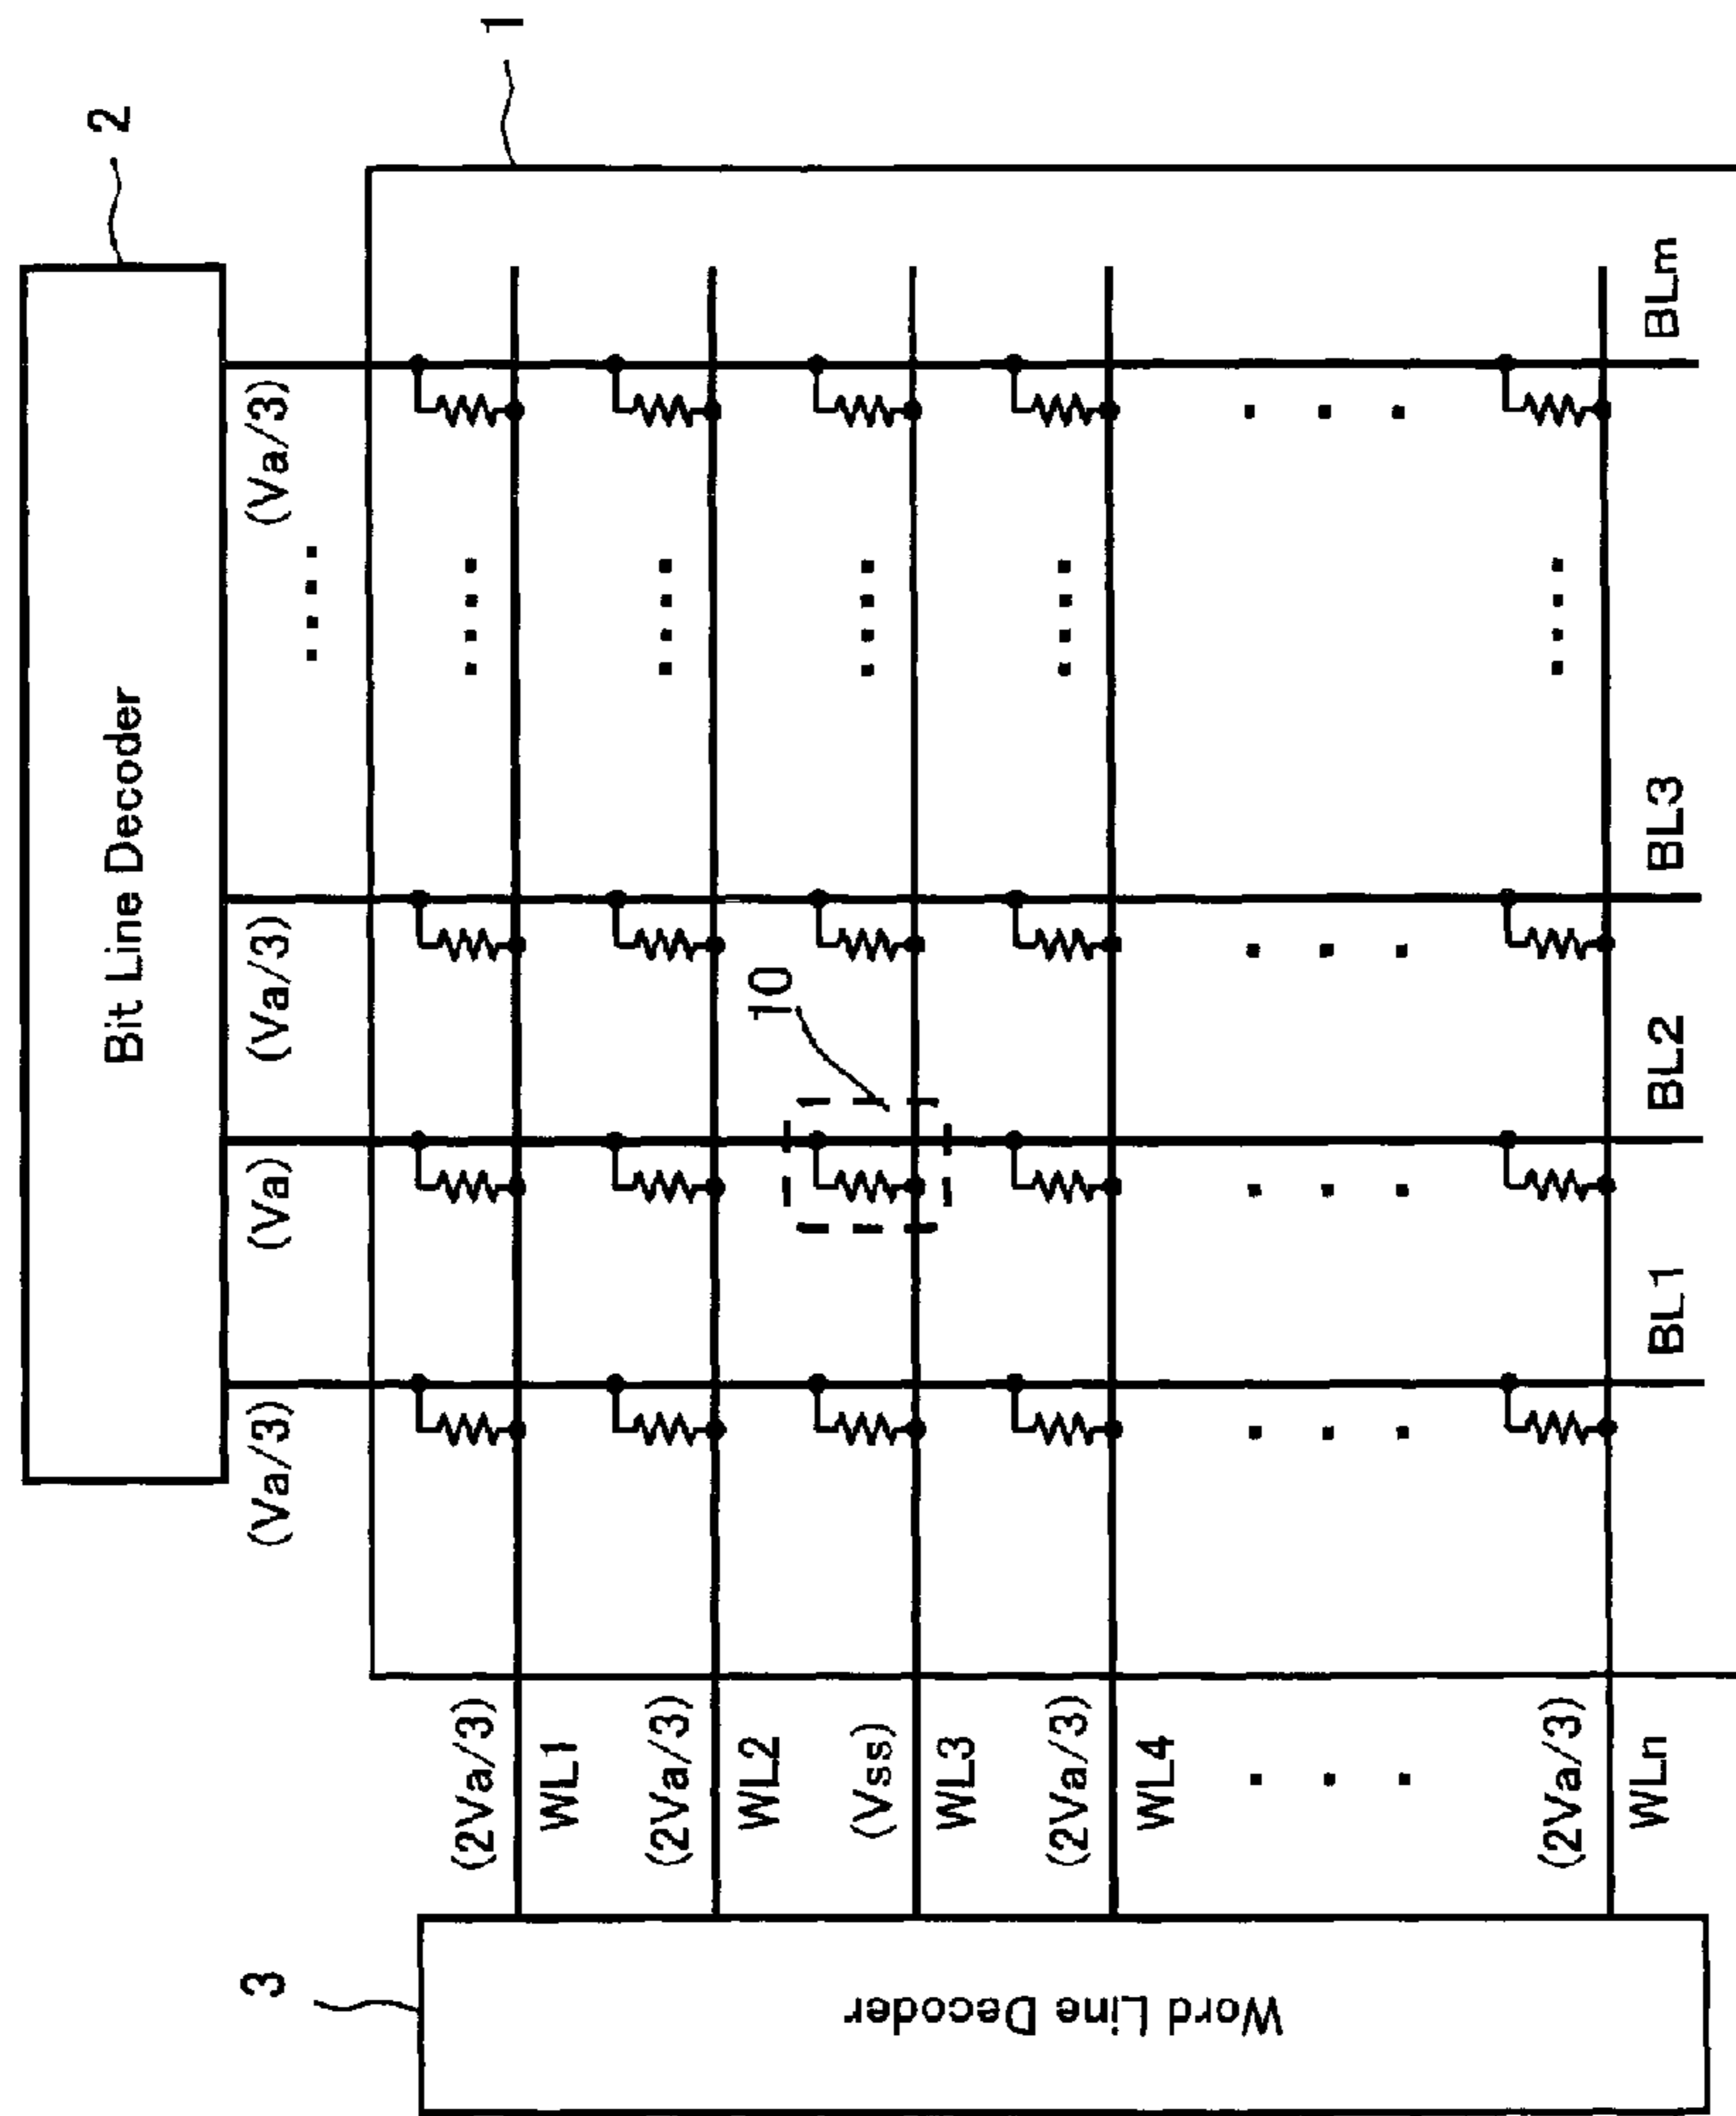 1
2
Bit Line Decoder
(Va/3)
(Va)
(Va/3)
(Va/3)
10
(2Va/3)
WL1
(2Va/3)
WL2
(Vss)
WL3
(2Va/3)
WL4
(2Va/3)
WLn
BL1
BL2
BL3
BLm
3
Word Line Decoder